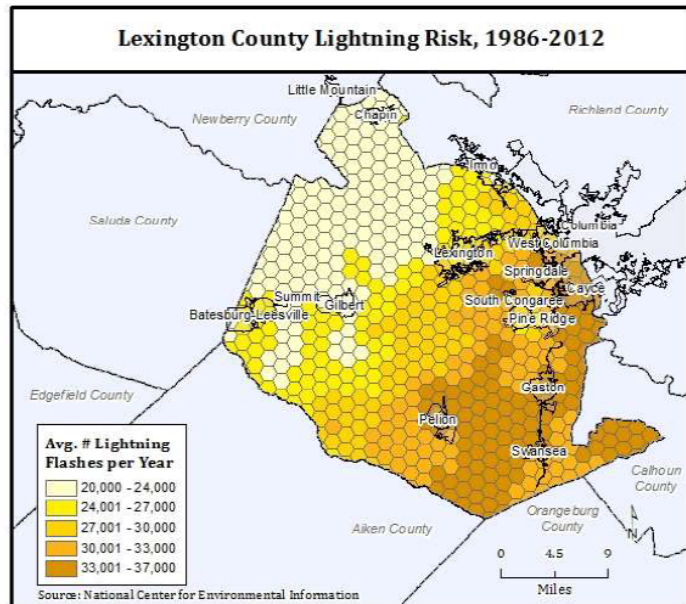 Lexington County Lightning Risk, 1986-2012
Little Mountain
Chapin
Newberry County
Richland County
Irmo
Saluda County
Columbia
West Columbia
Lexington
Springdale
Cayce
Summit
Gilbert
South Congaree
Batesburg-Leesville
Pine Ridge
Edgefield County
Gaston
Pelion
Swansea
Calhoun
County
Orangeburg
County
Aiken County
N
Avg. # Lightning
Flashes per Year
20,000 - 24,000
24,001 - 27,000
27,001 - 30,000
30,001 - 33,000
33,001 - 37,000
0 4.5 9
Miles
Source: National Center for Environmental Information